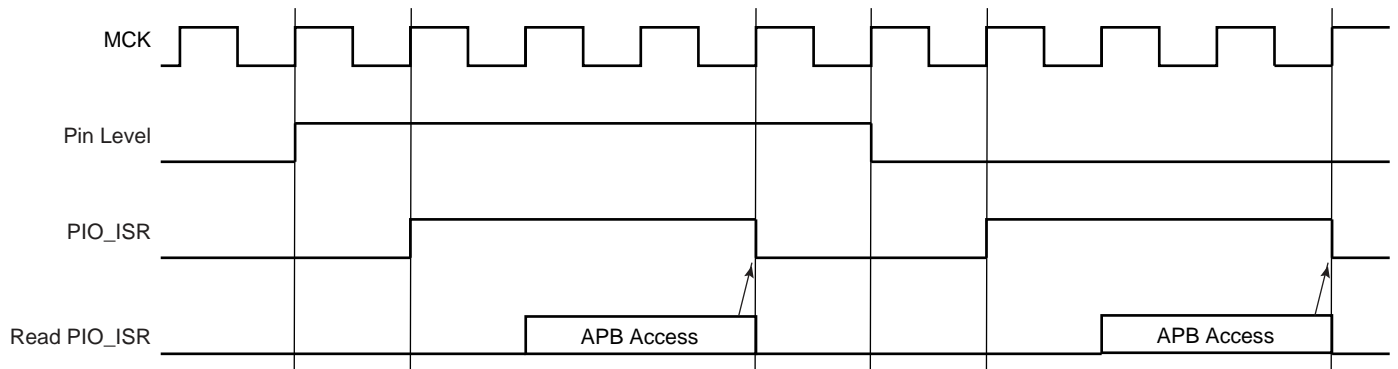 MCK
Pin Level
PIO_ISR
Read PIO_ISR
APB Access
APB Access